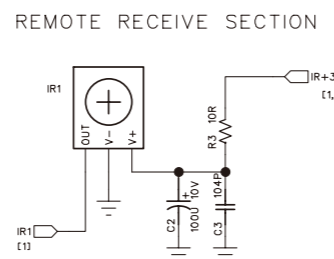 REMOTE RECEIVE SECTION
IR1
OUT
V-
V+
IR+3
[1,
R3 10R
C2
100U 10V
+
C3
104P
IR1
[1]